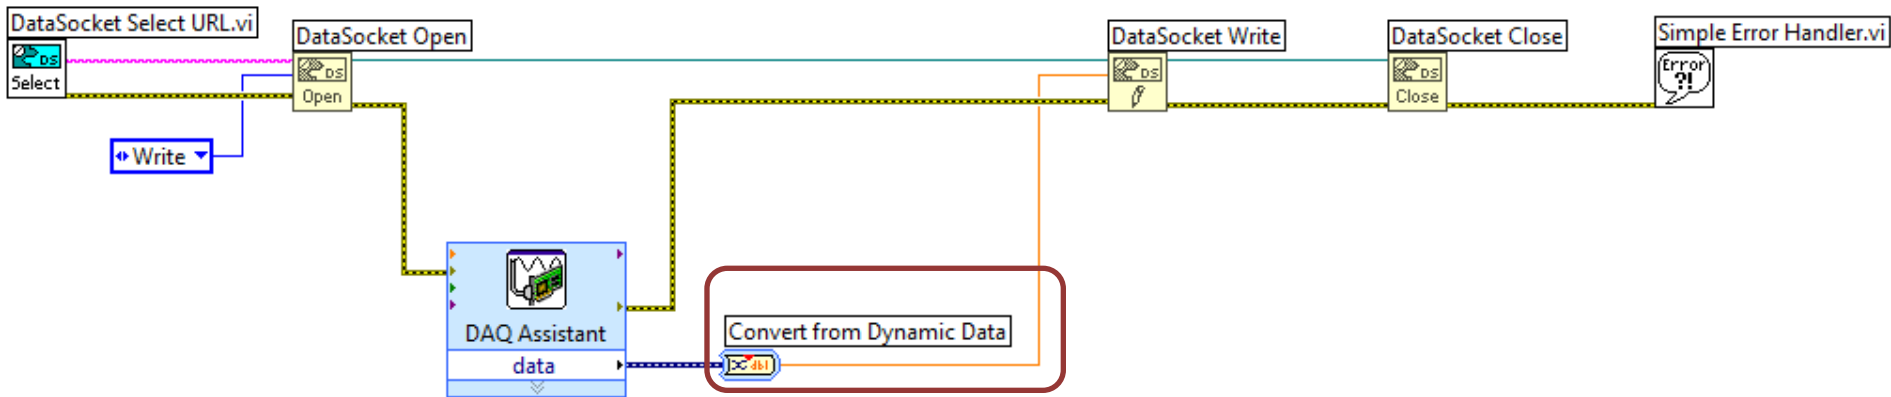 DataSocket Select URL.vi
DS
Select
DataSocket Open
DS
Open
Write
DAQ Assistant
data
Convert from Dynamic Data
dbl
DataSocket Write
DS
DataSocket Close
DS
Close
Simple Error Handler.vi
Error
?!